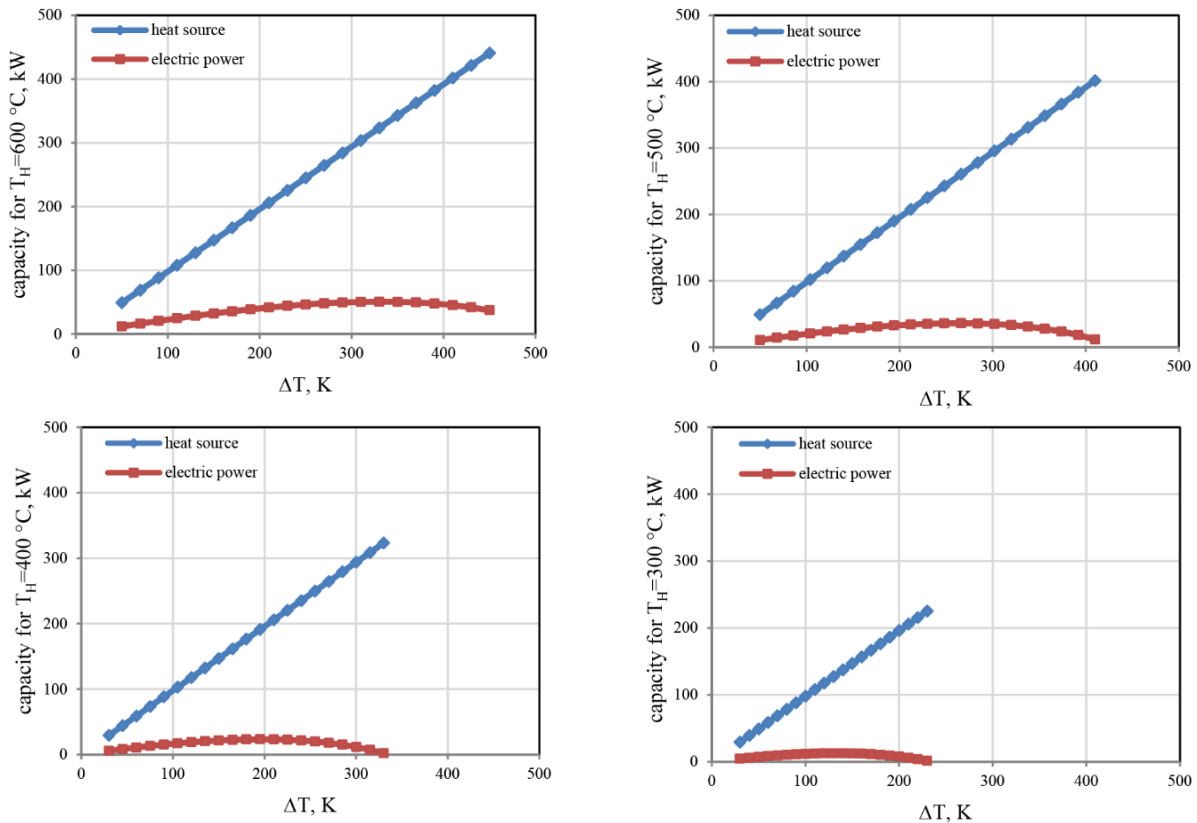 capacity for T_H=600 °C, kW
500
400
300
200
100
0
heat source
electric power
0 100 200 300 400 500
ΔT, K
capacity for T_H=500 °C, kW
500
400
300
200
100
0
heat source
electric power
0 100 200 300 400 500
ΔT, K
capacity for T_H=400 °C, kW
500
400
300
200
100
0
heat source
electric power
0 100 200 300 400 500
ΔT, K
capacity for T_H=300 °C, kW
500
400
300
200
100
0
heat source
electric power
0 100 200 300 400 500
ΔT, K